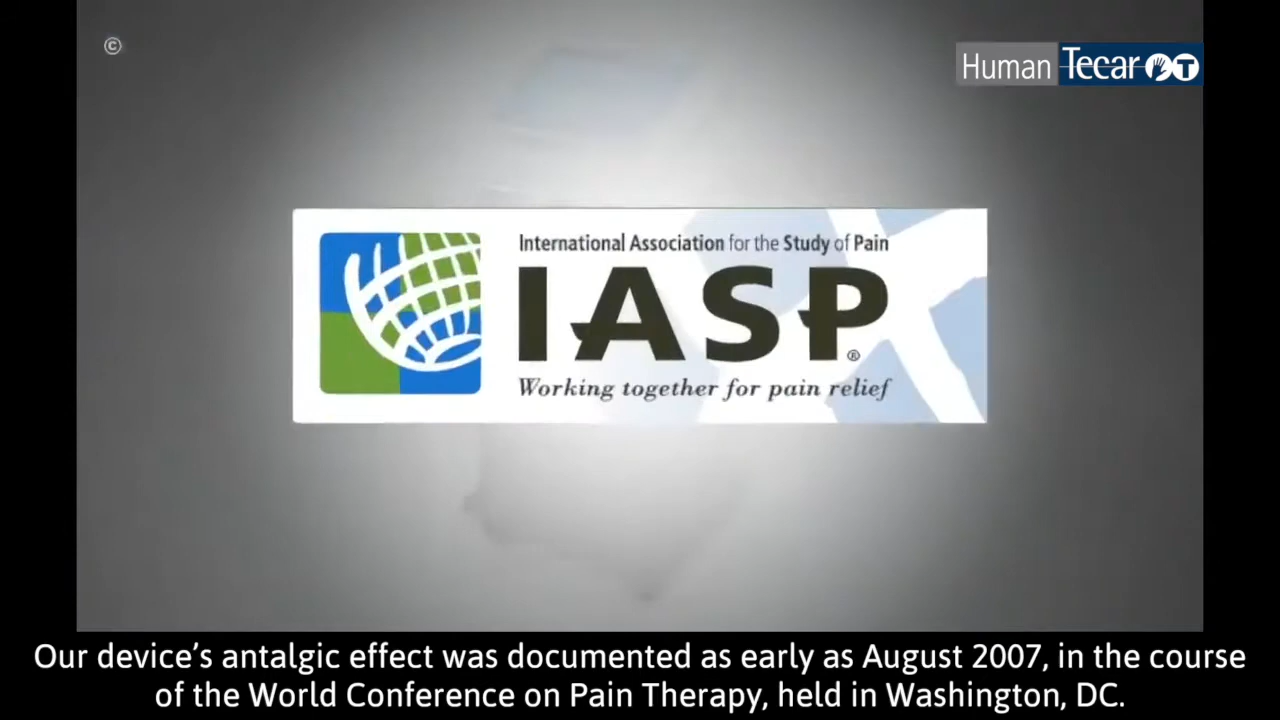 ©
Human Tecar T
International Association for the Study of Pain
IASP®
Working together for pain relief
Our device’s antalgic effect was documented as early as August 2007, in the course
of the World Conference on Pain Therapy, held in Washington, DC.